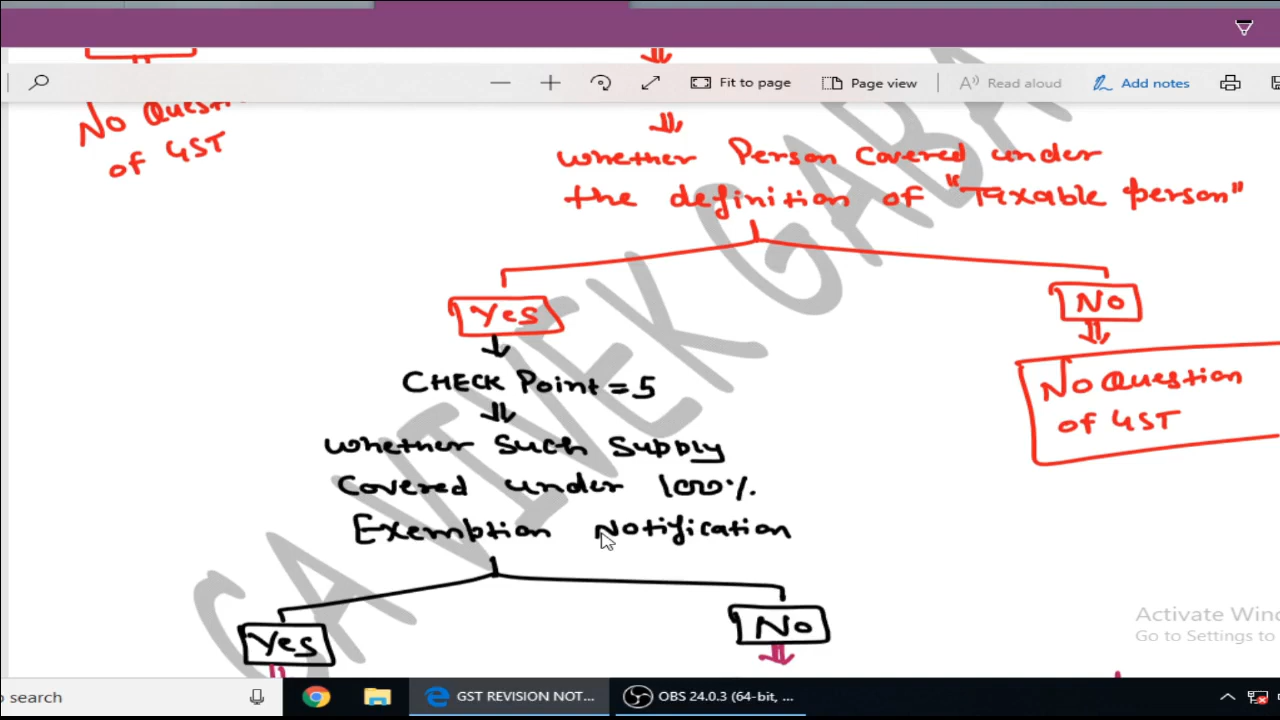 Fit to page
Page view
Read aloud
Add notes
No Questi
of GST
Whether Person Covered under
the definition of "Taxable person"
Yes
No
CHECK Point = 5
No Question
of GST
Whether Such Supply
Covered under 100%.
Exemption Notification
Yes
No
CA VIVEK GABA
Activate Wind
Go to Settings to
o search
GST REVISION NOT...
OBS 24.0.3 (64-bit, ...